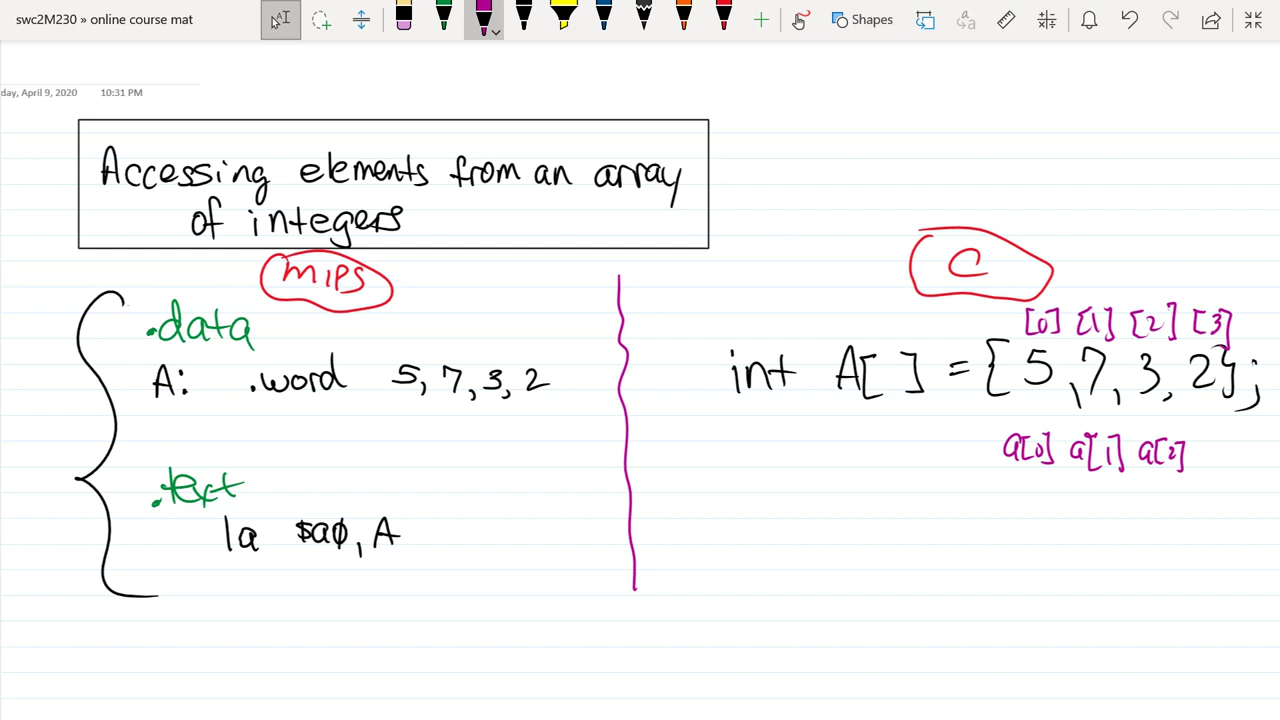 swc2M230 » online course mat
Shapes
day, April 9, 2020 10:31 PM
Accessing elements from an array
of integers
MIPS
.data
A: .word 5, 7, 3, 2
.text
la $a0, A
C
[0] [1] [2] [3]
int A[ ] = { 5, 7, 3, 2};
a[0] a[1] a[2]